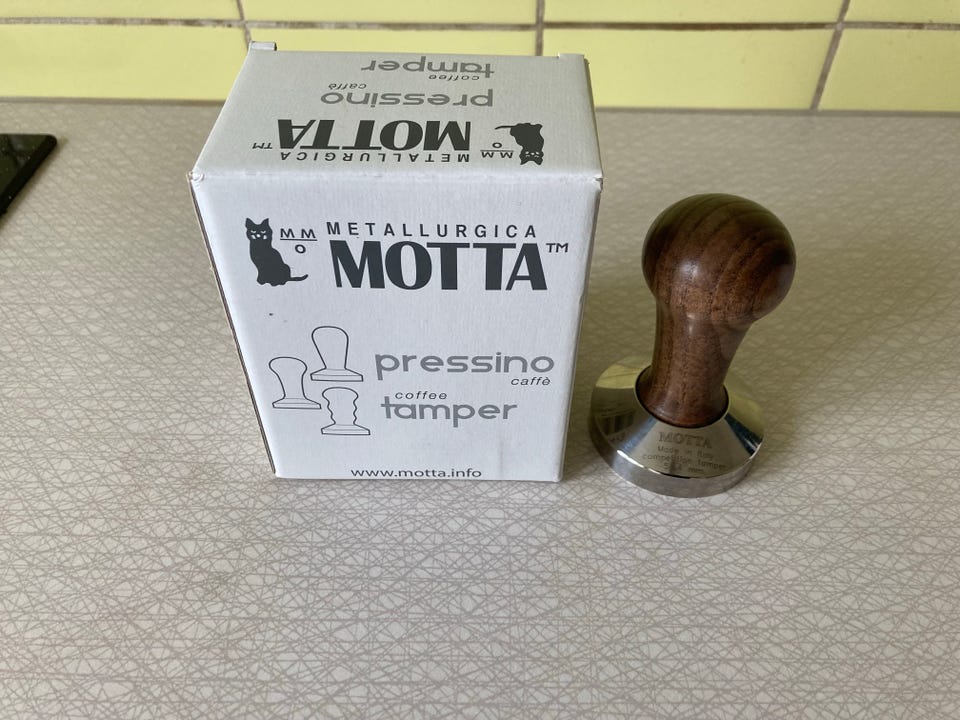 tamper
coffee
pressino
caffè
MOTTA™
METALLURGICA
MM
O
MM
O
METALLURGICA
MOTTA™
pressino
caffè
coffee
tamper
www.motta.info
MOTTA
Made in Italy
competition tamper
mm